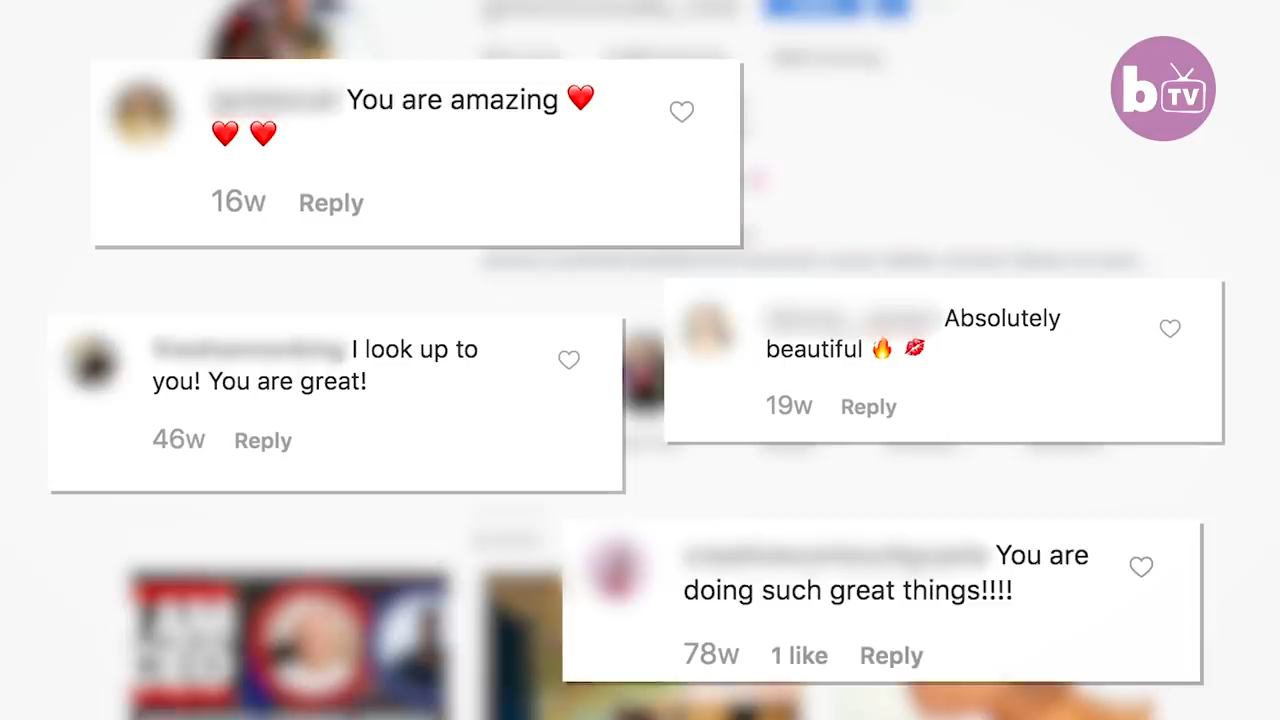 b
TV
You are amazing ❤️
❤️ ❤️
16w Reply
I look up to
you! You are great!
46w Reply
Absolutely
beautiful 🔥 💋
19w Reply
You are
doing such great things!!!!
78w 1 like Reply